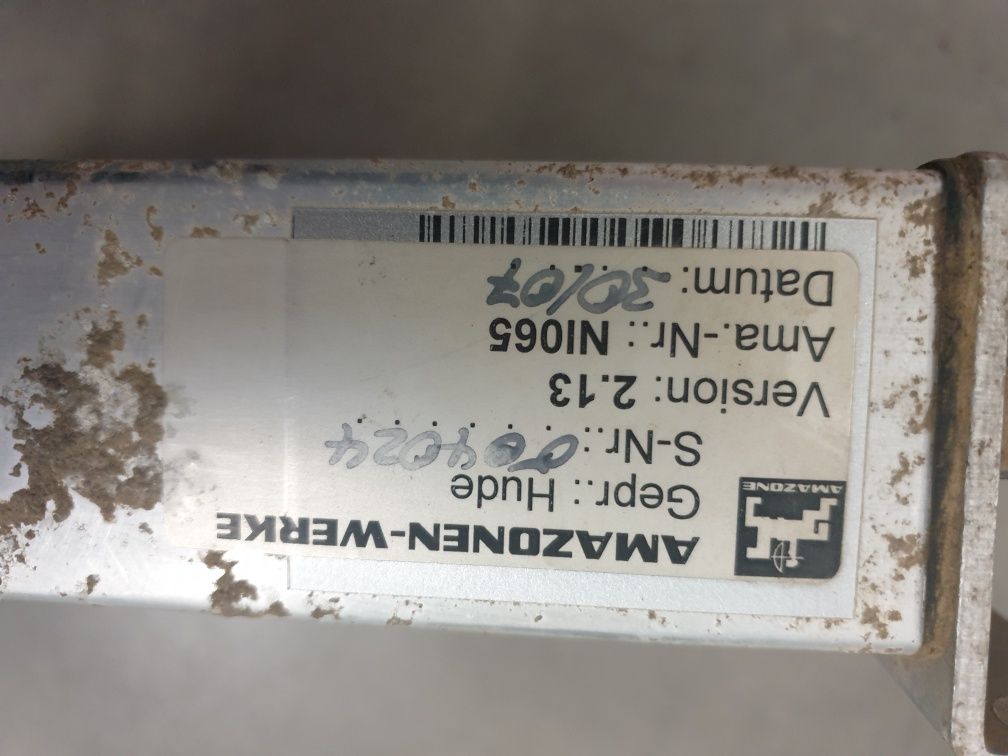 AMAZONEN-WERKE
AMAZONE
Gepr.: Hude
S-Nr.: 004024
Version: 2.13
Ama.-Nr.: NI065
Datum: 30/07